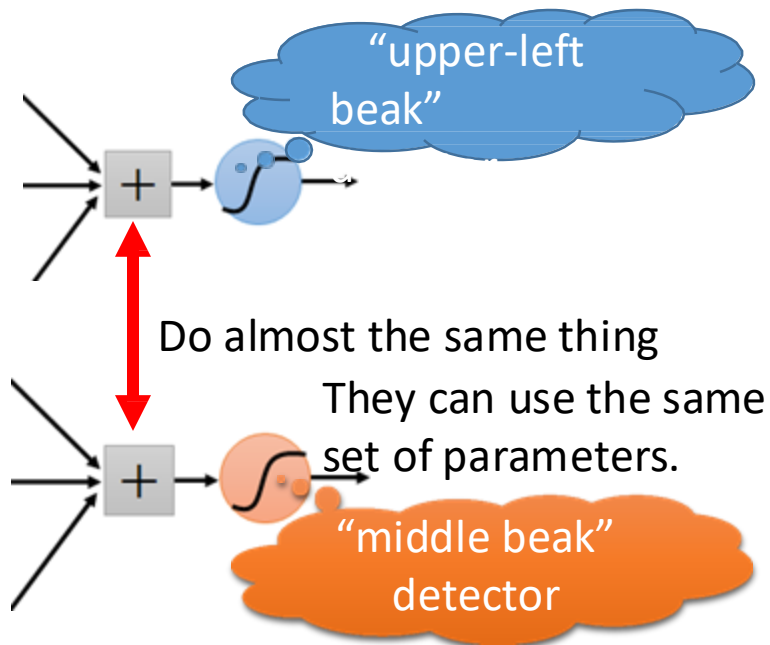 “upper-left
beak”
+
Do almost the same thing
They can use the same
set of parameters.
+
“middle beak”
detector